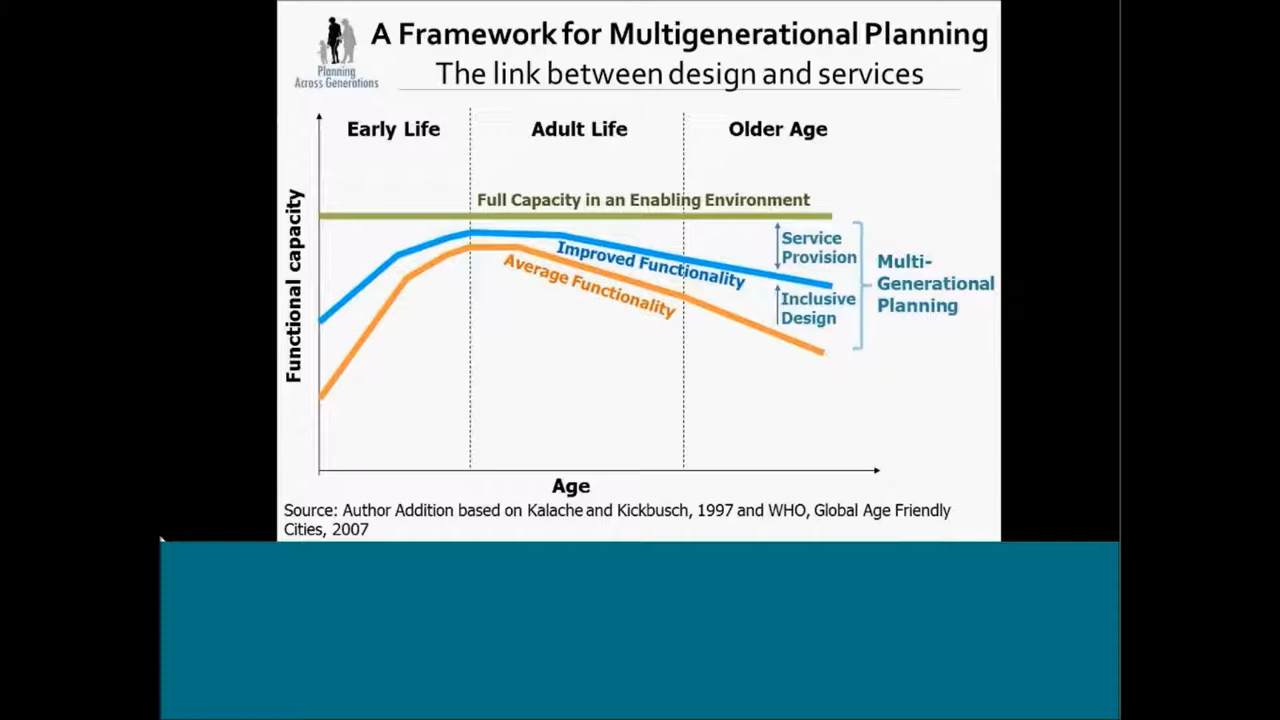 A Framework for Multigenerational Planning
The link between design and services
Planning
Across Generations
Early Life
Adult Life
Older Age
Functional capacity
Full Capacity in an Enabling Environment
Improved Functionality
Average Functionality
Service
Provision
Inclusive
Design
Multi-
Generational
Planning
Age
Source: Author Addition based on Kalache and Kickbusch, 1997 and WHO, Global Age Friendly
Cities, 2007